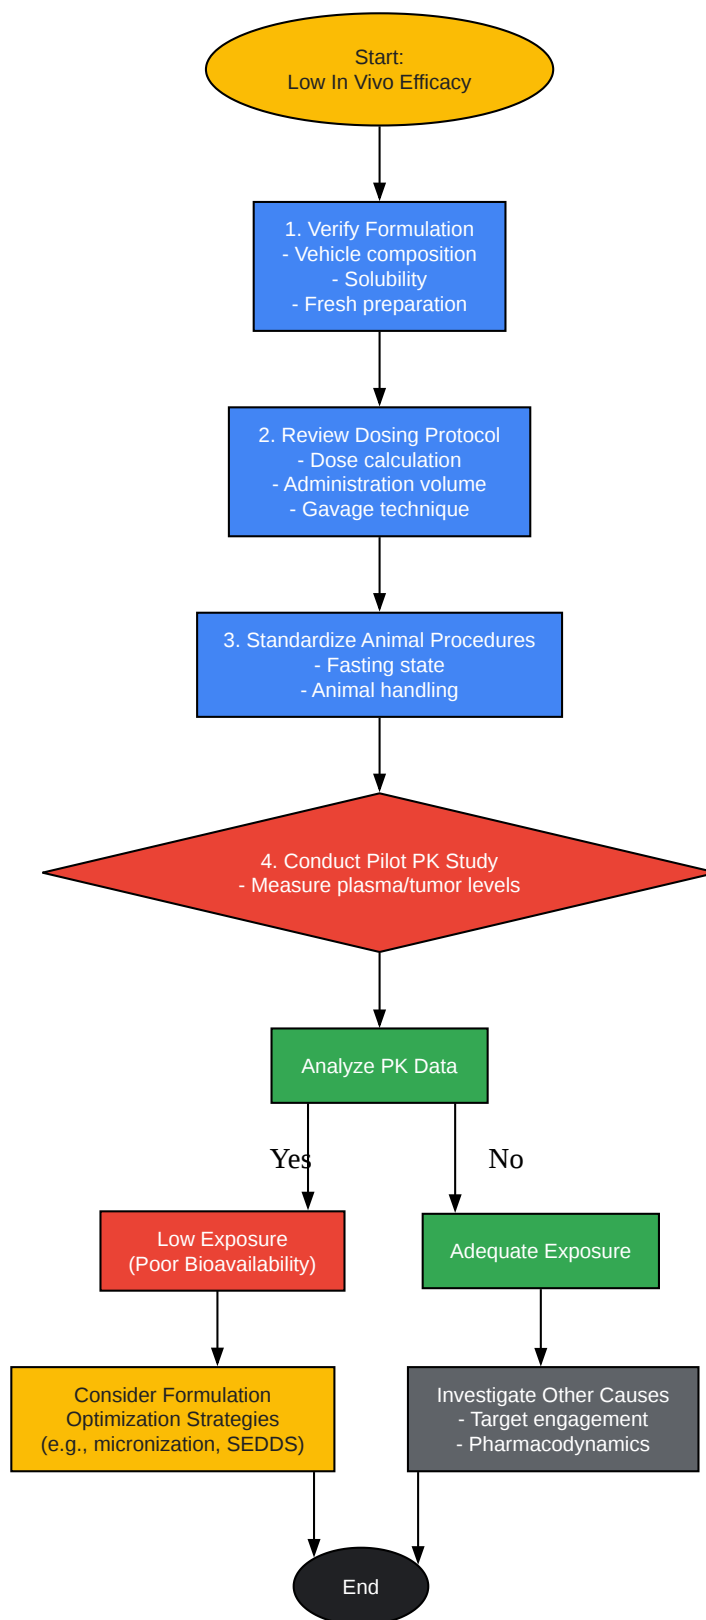 Start:
Low In Vivo Efficacy
1. Verify Formulation
- Vehicle composition
- Solubility
- Fresh preparation
2. Review Dosing Protocol
- Dose calculation
- Administration volume
- Gavage technique
3. Standardize Animal Procedures
- Fasting state
- Animal handling
4. Conduct Pilot PK Study
- Measure plasma/tumor levels
Analyze PK Data
Yes
No
Low Exposure
(Poor Bioavailability)
Adequate Exposure
Consider Formulation
Optimization Strategies
(e.g., micronization, SEDDS)
Investigate Other Causes
- Target engagement
- Pharmacodynamics
End